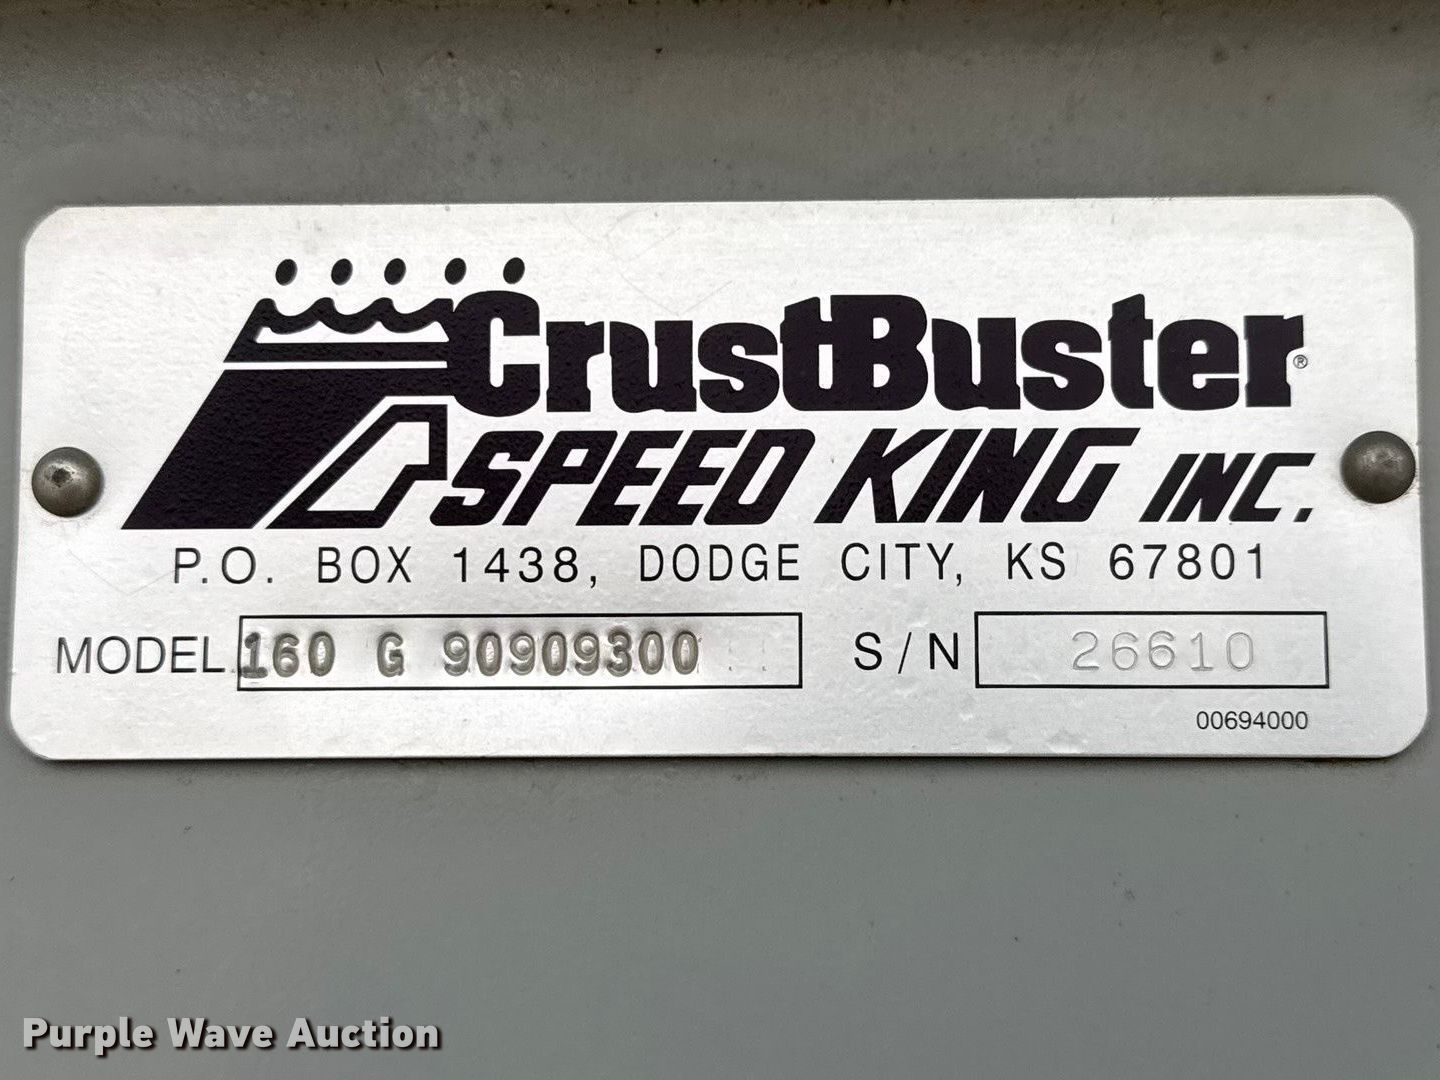 CrustBuster®
SPEED KING INC.
P.O. BOX 1438, DODGE CITY, KS 67801
MODEL 160 G 90909300 S/N 26610
00694000
Purple Wave Auction